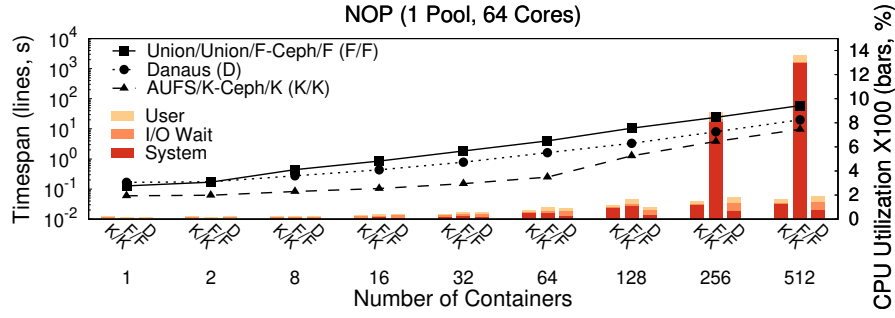 NOP (1 Pool, 64 Cores)
Timespan (lines, s)
10^4
10^3
10^2
10^1
10^0
10^-1
10^-2
Union/Union/F-Ceph/F (F/F)
Danaus (D)
AUFS/K-Ceph/K (K/K)
User
I/O Wait
System
CPU Utilization X100 (bars, %)
14
12
10
8
6
4
2
0
K/K F/F D K/K F/F D K/K F/F D K/K F/F D K/K F/F D K/K F/F D K/K F/F D K/K F/F D K/K F/F D
1 2 8 16 32 64 128 256 512
Number of Containers